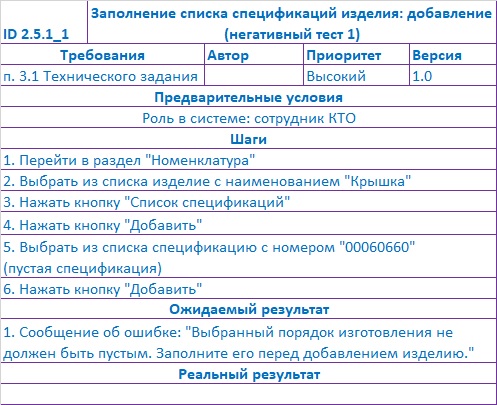 ID 2.5.1_1
Заполнение списка спецификаций изделия: добавление
(негативный тест 1)
Требования Автор Приоритет Версия
п. 3.1 Технического задания Высокий 1.0
Предварительные условия
Роль в системе: сотрудник КТО
Шаги
1. Перейти в раздел "Номенклатура"
2. Выбрать из списка изделие с наименованием "Крышка"
3. Нажать кнопку "Список спецификаций"
4. Нажать кнопку "Добавить"
5. Выбрать из списка спецификацию с номером "00060660"
(пустая спецификация)
6. Нажать кнопку "Добавить"
Ожидаемый результат
1. Сообщение об ошибке: "Выбранный порядок изготовления не
должен быть пустым. Заполните его перед добавлением изделию."
Реальный результат